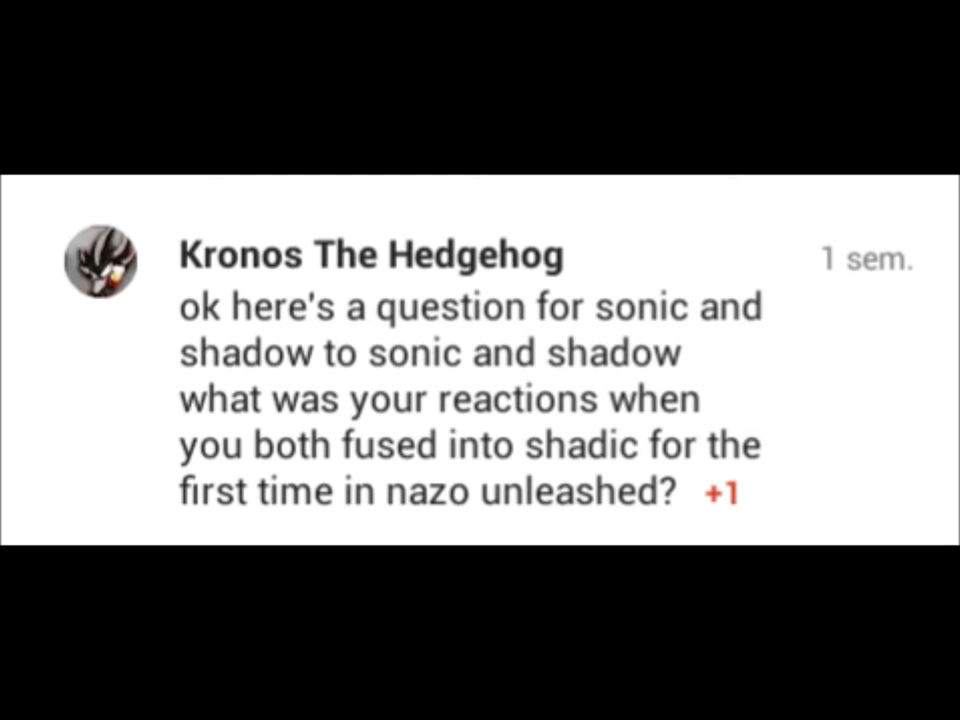 Kronos The Hedgehog 1 sem.
ok here's a question for sonic and
shadow to sonic and shadow
what was your reactions when
you both fused into shadic for the
first time in nazo unleashed? +1